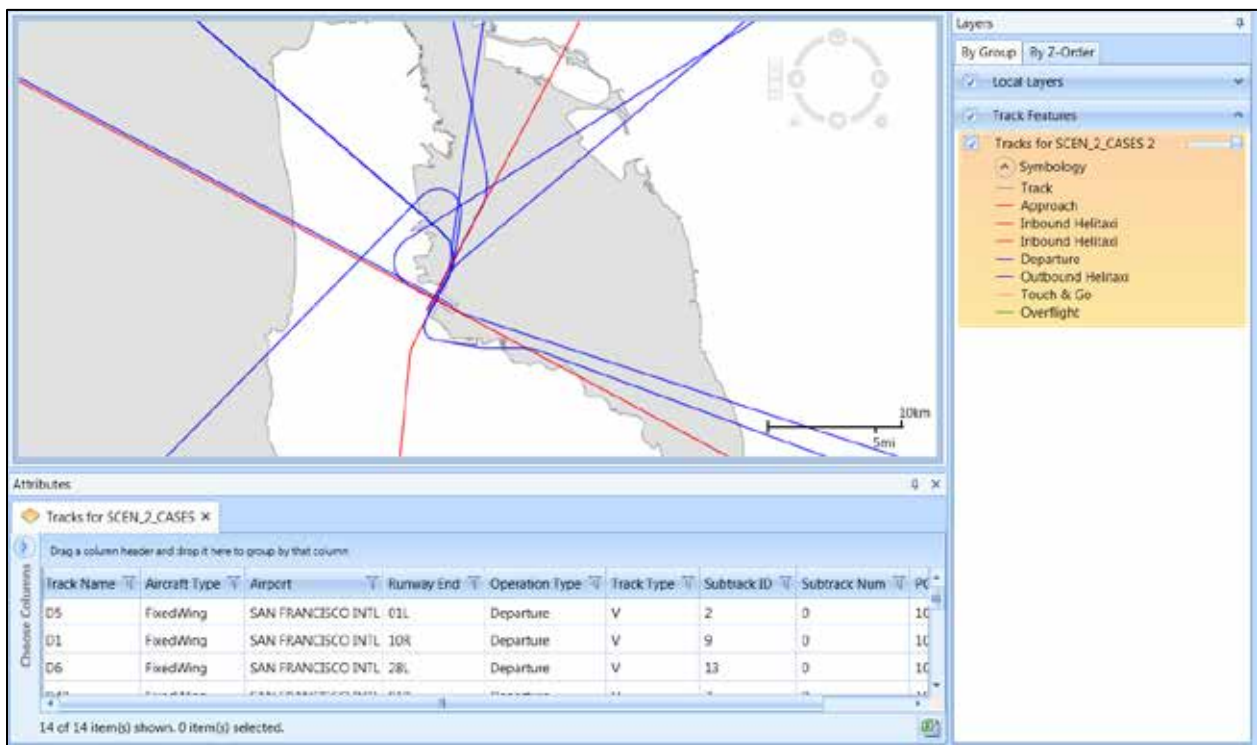 Layers
By Group By Z-Order
Local Layers
Track Features
Tracks for SCEN_2_CASES 2
Symbology
Track
Approach
Inbound Helitaxi
Inbound Helitaxi
Departure
Outbound Helitaxi
Touch & Go
Overflight
10km
5mi
Attributes
Tracks for SCEN_2_CASES
Drag a column header and drop it here to group by that column
Choose Columns
Track Name Aircraft Type Airport Runway End Operation Type Track Type Subtrack ID Subtrack Num
D5 FixedWing SAN FRANCISCO INTL 01L Departure V 2 0 10
D1 FixedWing SAN FRANCISCO INTL 10R Departure V 9 0 10
D6 FixedWing SAN FRANCISCO INTL 28L Departure V 13 0 10
14 of 14 item(s) shown. 0 item(s) selected.